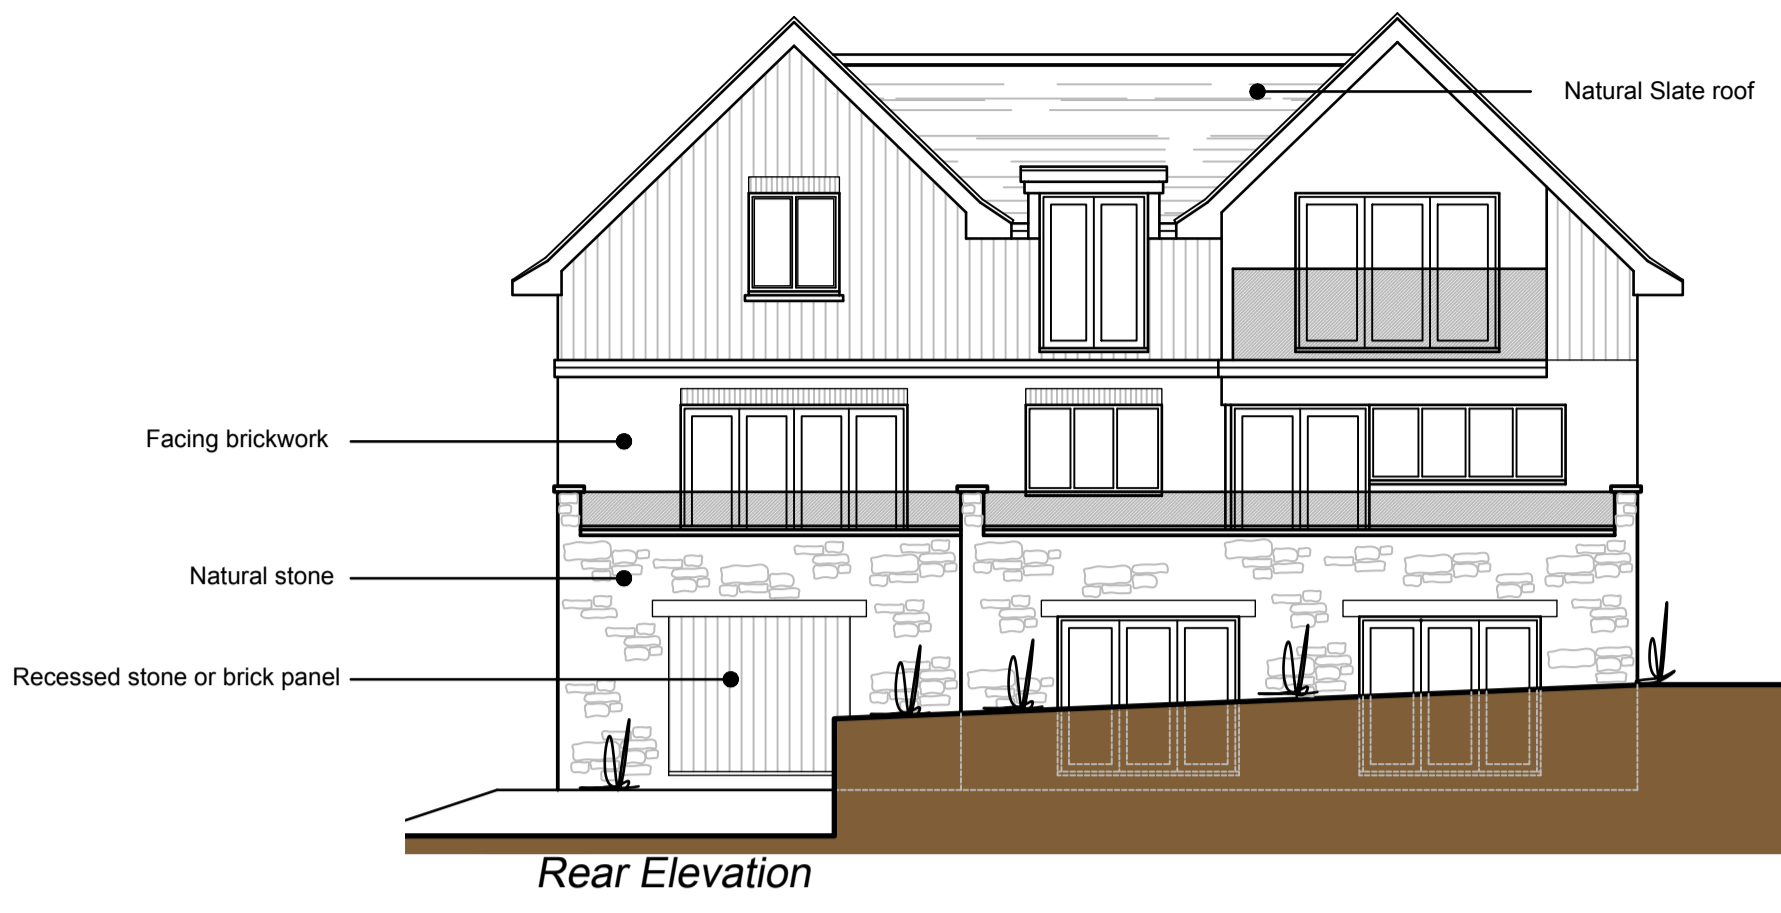 Natural Slate roof
Facing brickwork
Natural stone
Recessed stone or brick panel
Rear Elevation